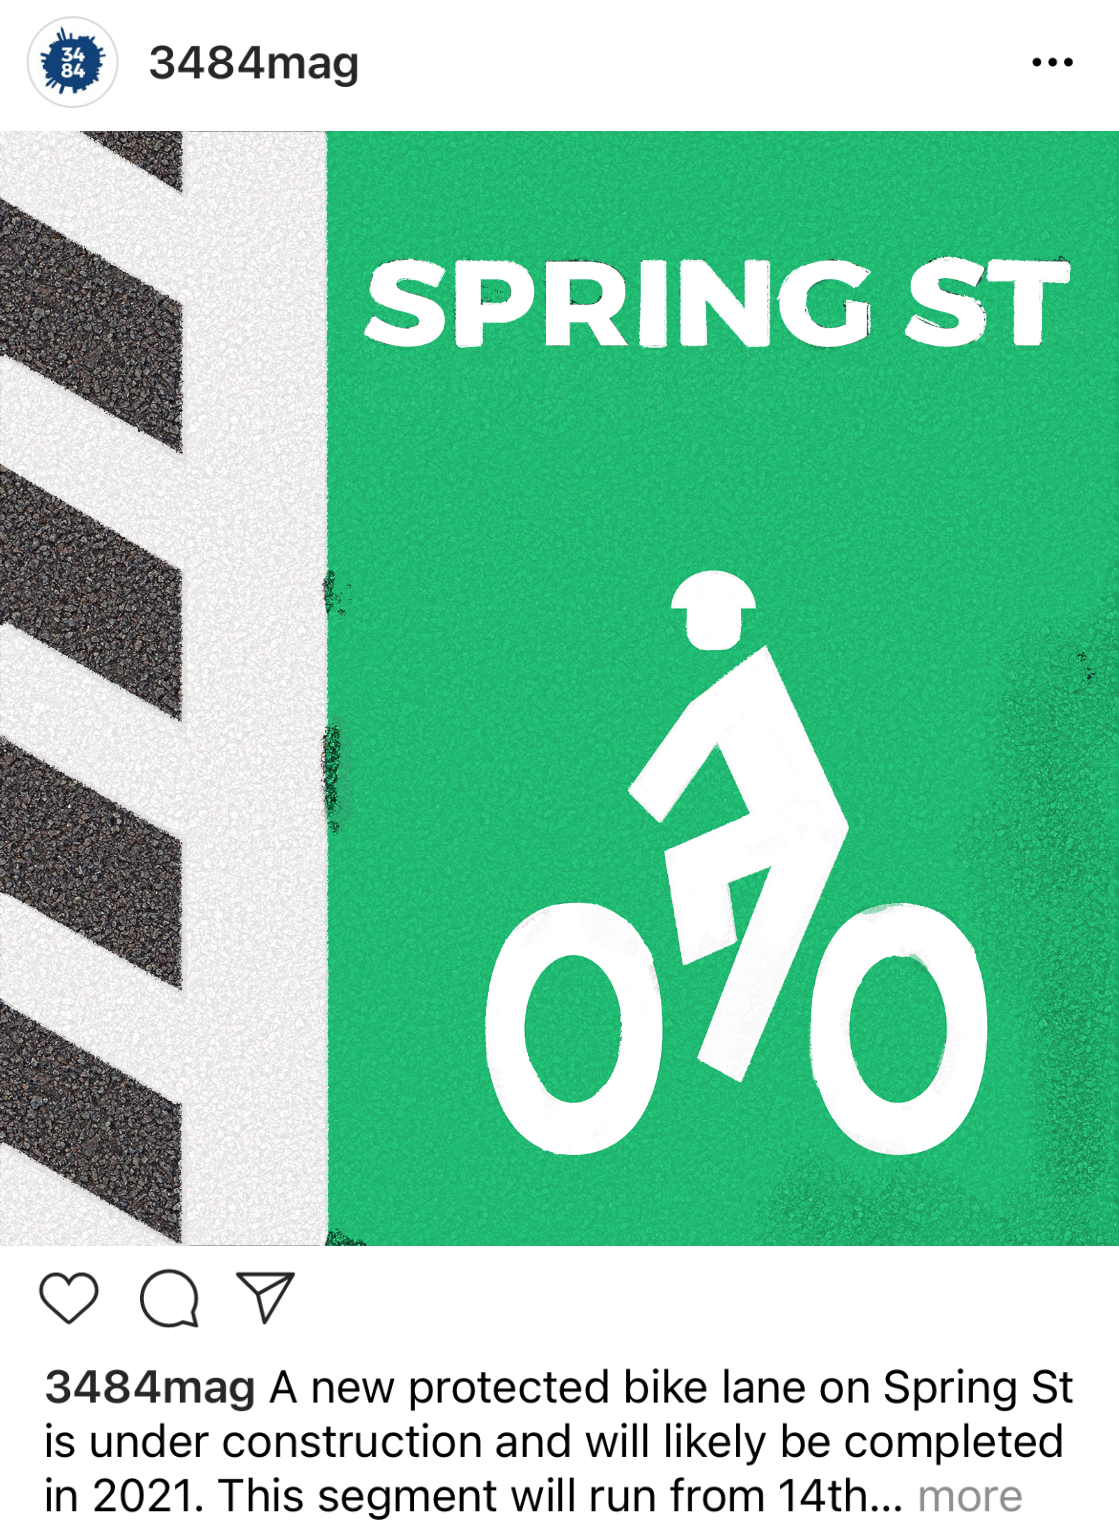 34
84
3484mag
SPRING ST
3484mag A new protected bike lane on Spring St
is under construction and will likely be completed
in 2021. This segment will run from 14th... more